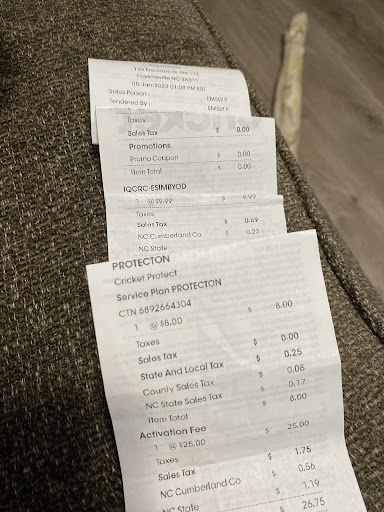 Fayetteville NC 28311
05-Jun-2023 01:08 PM EST
Sales Person : EMILY P
Tendered By : EMILY P
Taxes
Sales Tax $ 0.00
Promotions
Promo Coupon $ 0.00
Item Total $ 0.00
IQCRC-ESIMBYOD
1 @ $9.99 $ 9.99
Taxes
Sales Tax $ 0.69
NC Cumberland Co $ 0.22
NC State
PROTECTON
Cricket Protect
Service Plan PROTECTON
CTN 6892664304
1 @ $8.00 $ 8.00
Taxes
Sales Tax $ 0.00
State And Local Tax $ 0.25
County Sales Tax $ 0.08
NC State Sales Tax $ 0.17
Item Total $ 8.00
Activation Fee
1 @ $25.00 $ 25.00
Taxes
Sales Tax $ 1.75
NC Cumberland Co $ 0.56
NC State $ 1.19
$ 26.75